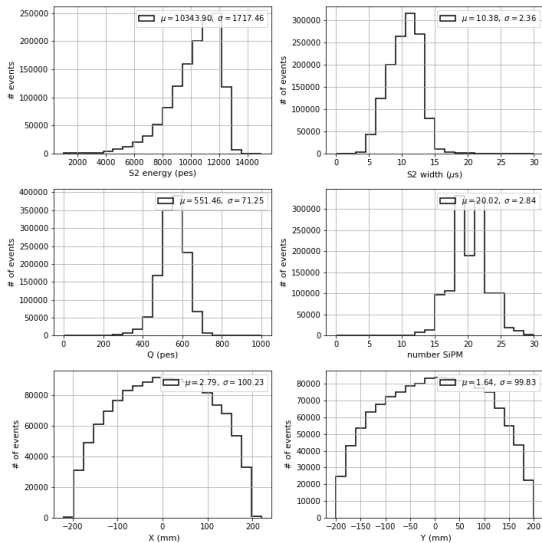 μ = 10343.90, σ = 1717.46
μ = 10.38, σ = 2.36
250000
200000
150000
100000
50000
0
# events
2000 4000 6000 8000 10000 12000 14000
S2 energy (pes)
300000
250000
200000
150000
100000
50000
0
# of events
0 5 10 15 20 25 30
S2 width (μs)
μ = 551.46, σ = 71.25
μ = 20.02, σ = 2.84
400000
350000
300000
250000
200000
150000
100000
50000
0
# of events
0 200 400 600 800 1000
Q (pes)
300000
250000
200000
150000
100000
50000
0
# of events
0 5 10 15 20 25 30
number SiPM
μ = 2.79, σ = 100.23
μ = 1.64, σ = 99.83
80000
60000
40000
20000
0
# of events
−200 −100 0 100 200
X (mm)
80000
70000
60000
50000
40000
30000
20000
10000
0
# of events
−200 −150 −100 −50 0 50 100 150 200
Y (mm)